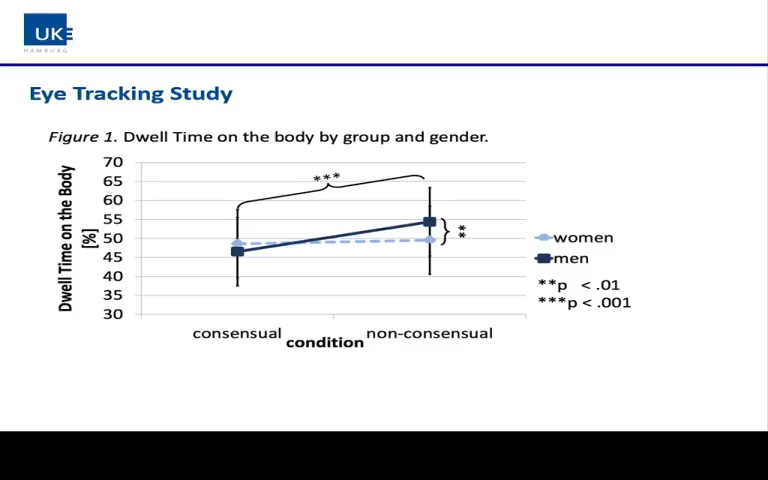 UKE
HAMBURG
Eye Tracking Study
Figure 1. Dwell Time on the body by group and gender.
Dwell Time on the Body
[%]
70
65
60
55
50
45
40
35
30
***
**
consensual
non-consensual
condition
women
men
**p < .01
***p < .001